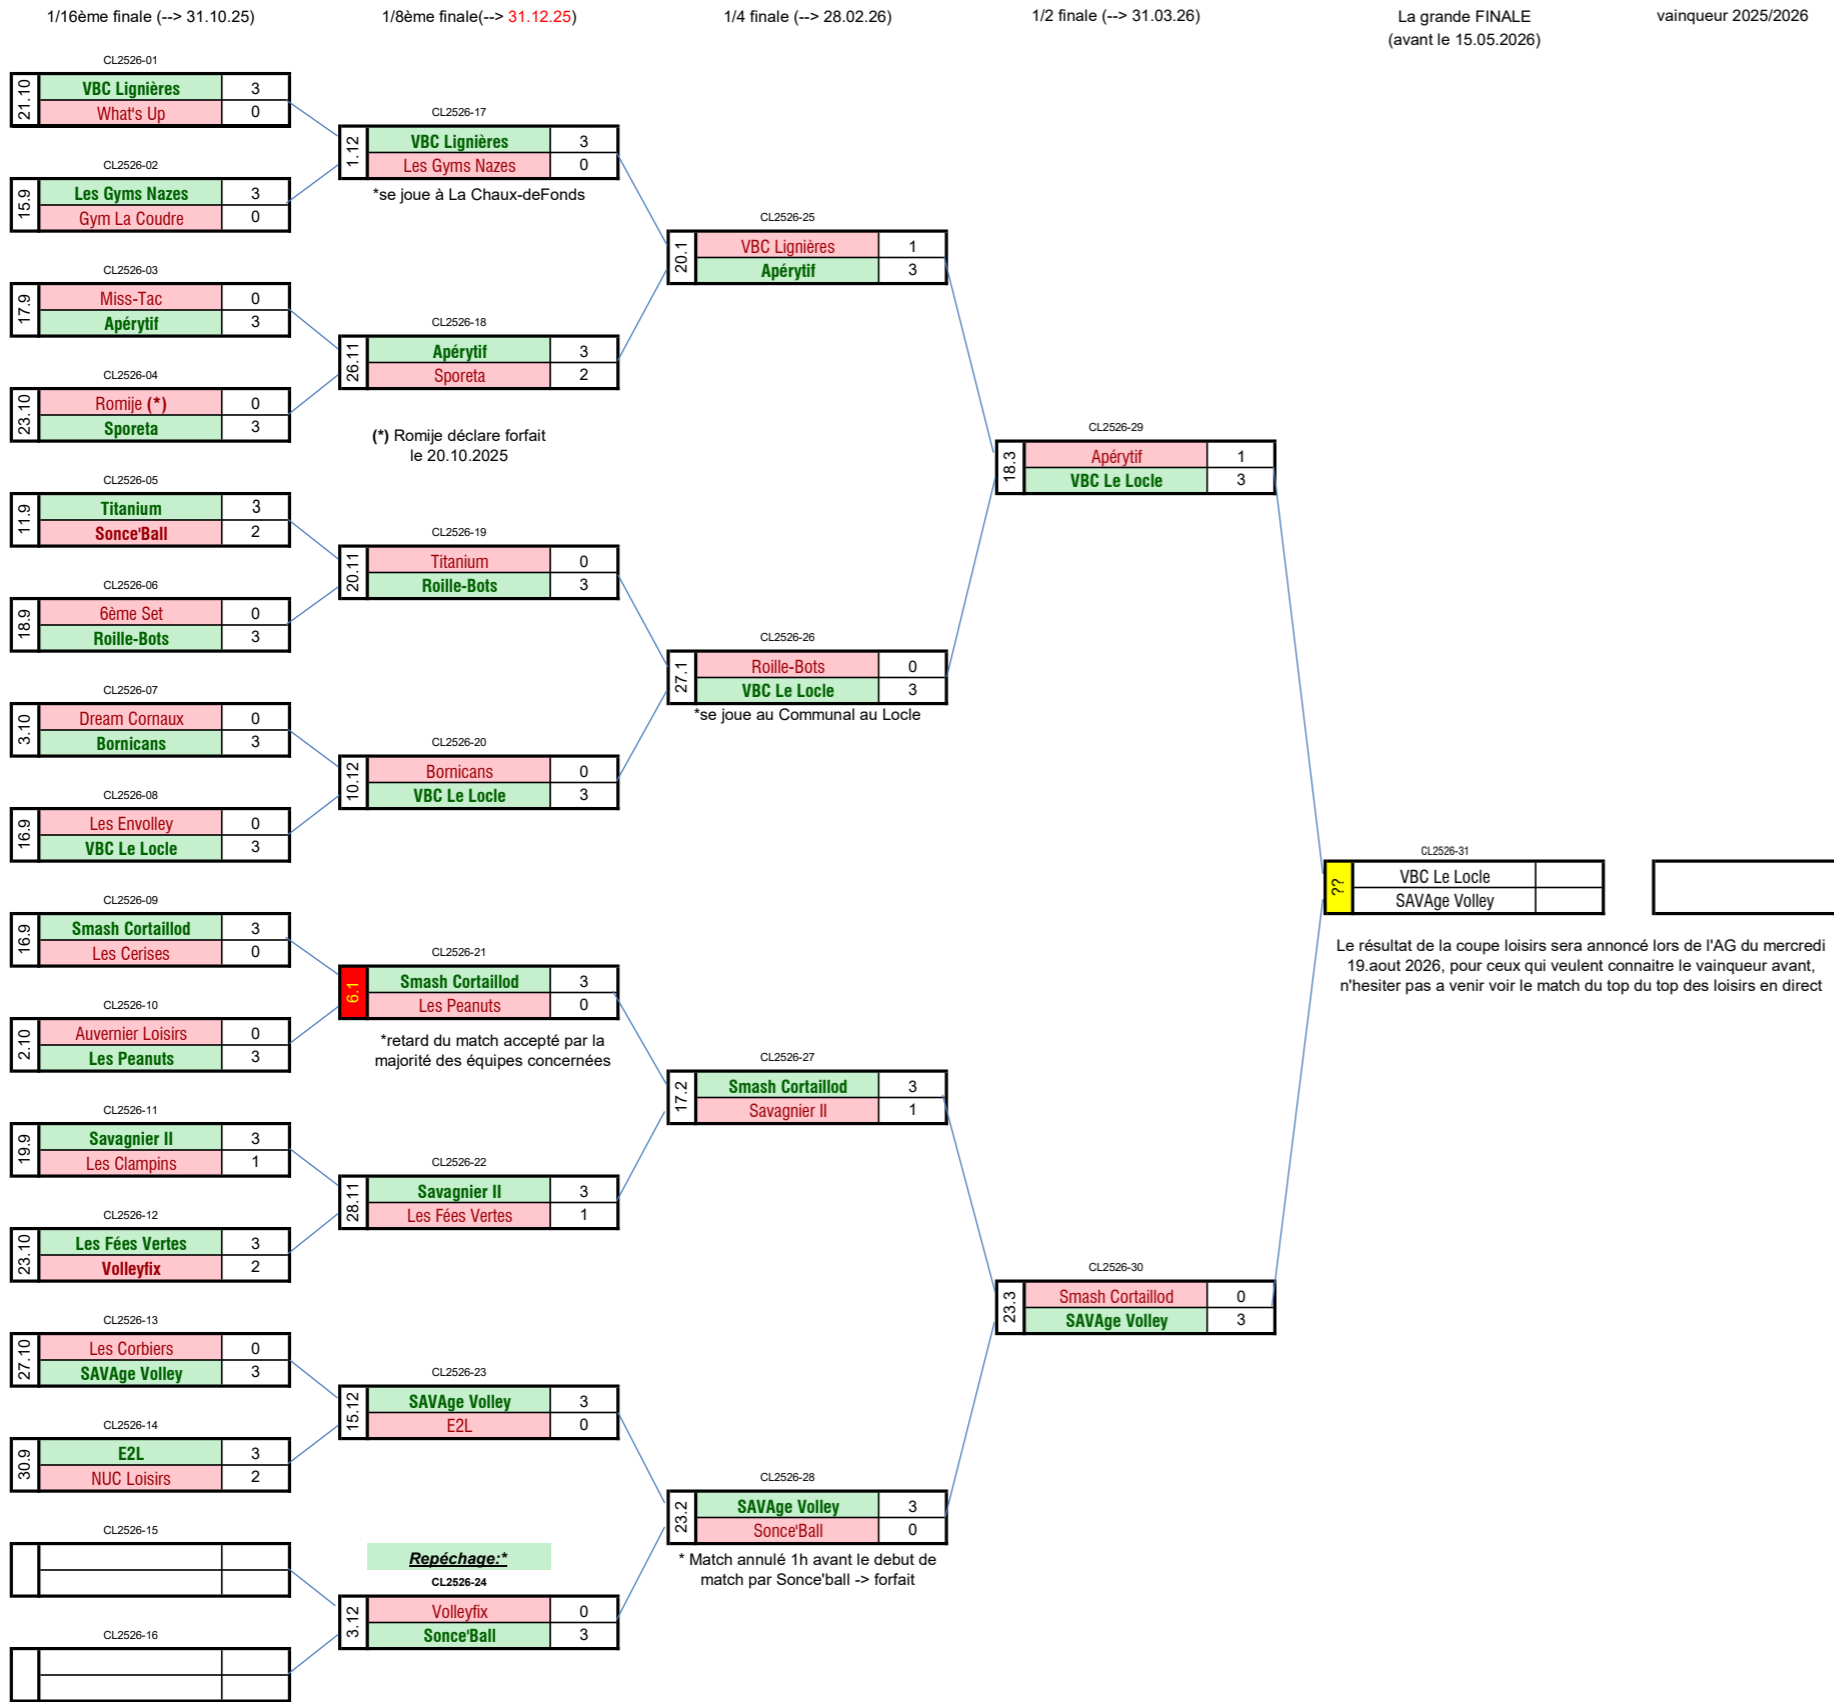 1/16ème finale (--> 31.10.25)
1/8ème finale(--> 31.12.25)
1/4 finale (--> 28.02.26)
1/2 finale (--> 31.03.26)
La grande FINALE
(avant le 15.05.2026)
vainqueur 2025/2026
CL2526-01
21.10
VBC Lignières 3
What's Up 0
CL2526-02
15.9
Les Gyms Nazes 3
Gym La Coudre 0
CL2526-03
17.9
Miss-Tac 0
Apérytif 3
CL2526-04
23.10
Romije (*) 0
Sporeta 3
CL2526-05
11.9
Titanium 3
Sonce'Ball 2
CL2526-06
18.9
6ème Set 0
Roille-Bots 3
CL2526-07
3.10
Dream Cornaux 0
Bornicans 3
CL2526-08
16.9
Les Envolley 0
VBC Le Locle 3
CL2526-09
16.9
Smash Cortaillod 3
Les Cerises 0
CL2526-10
2.10
Auvernier Loisirs 0
Les Peanuts 3
CL2526-11
19.9
Savagnier II 3
Les Clampins 1
CL2526-12
23.10
Les Fées Vertes 3
Volleyfix 2
CL2526-13
27.10
Les Corbiers 0
SAVAge Volley 3
CL2526-14
30.9
E2L 3
NUC Loisirs 2
CL2526-15
CL2526-16
CL2526-17
1.12
VBC Lignières 3
Les Gyms Nazes 0
*se joue à La Chaux-deFonds
CL2526-18
26.11
Apérytif 3
Sporeta 2
(*) Romije déclare forfait
le 20.10.2025
CL2526-19
20.11
Titanium 0
Roille-Bots 3
CL2526-20
10.12
Bornicans 0
VBC Le Locle 3
CL2526-21
6.1
Smash Cortaillod 3
Les Peanuts 0
*retard du match accepté par la
majorité des équipes concernées
CL2526-22
28.11
Savagnier II 3
Les Fées Vertes 1
CL2526-23
15.12
SAVAge Volley 3
E2L 0
Repéchage:*
CL2526-24
3.12
Volleyfix 0
Sonce'Ball 3
CL2526-25
20.1
VBC Lignières 1
Apérytif 3
CL2526-26
27.1
Roille-Bots 0
VBC Le Locle 3
*se joue au Communal au Locle
CL2526-27
17.2
Smash Cortaillod 3
Savagnier II 1
CL2526-28
23.2
SAVAge Volley 3
Sonce'Ball 0
* Match annulé 1h avant le debut de
match par Sonce'ball -> forfait
CL2526-29
18.3
Apérytif 1
VBC Le Locle 3
CL2526-30
23.3
Smash Cortaillod 0
SAVAge Volley 3
CL2526-31
??
VBC Le Locle
SAVAge Volley
Le résultat de la coupe loisirs sera annoncé lors de l'AG du mercredi
19.aout 2026, pour ceux qui veulent connaitre le vainqueur avant,
n'hesiter pas a venir voir le match du top du top des loisirs en direct